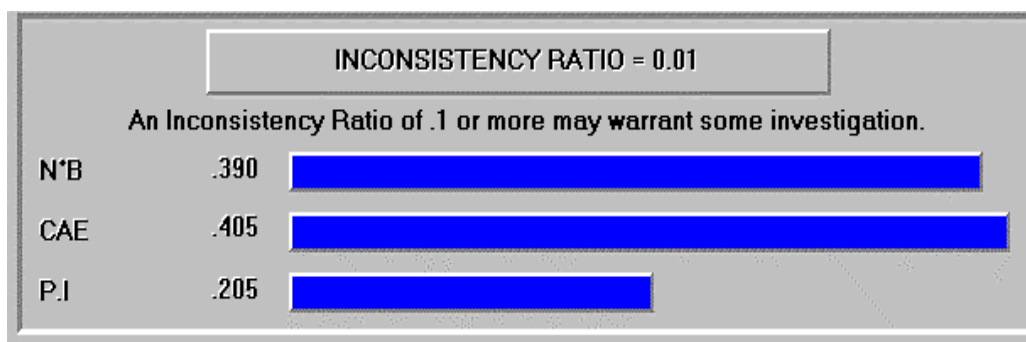 INCONSISTENCY RATIO = 0.01
An Inconsistency Ratio of .1 or more may warrant some investigation.
N*B .390
CAE .405
P.I .205